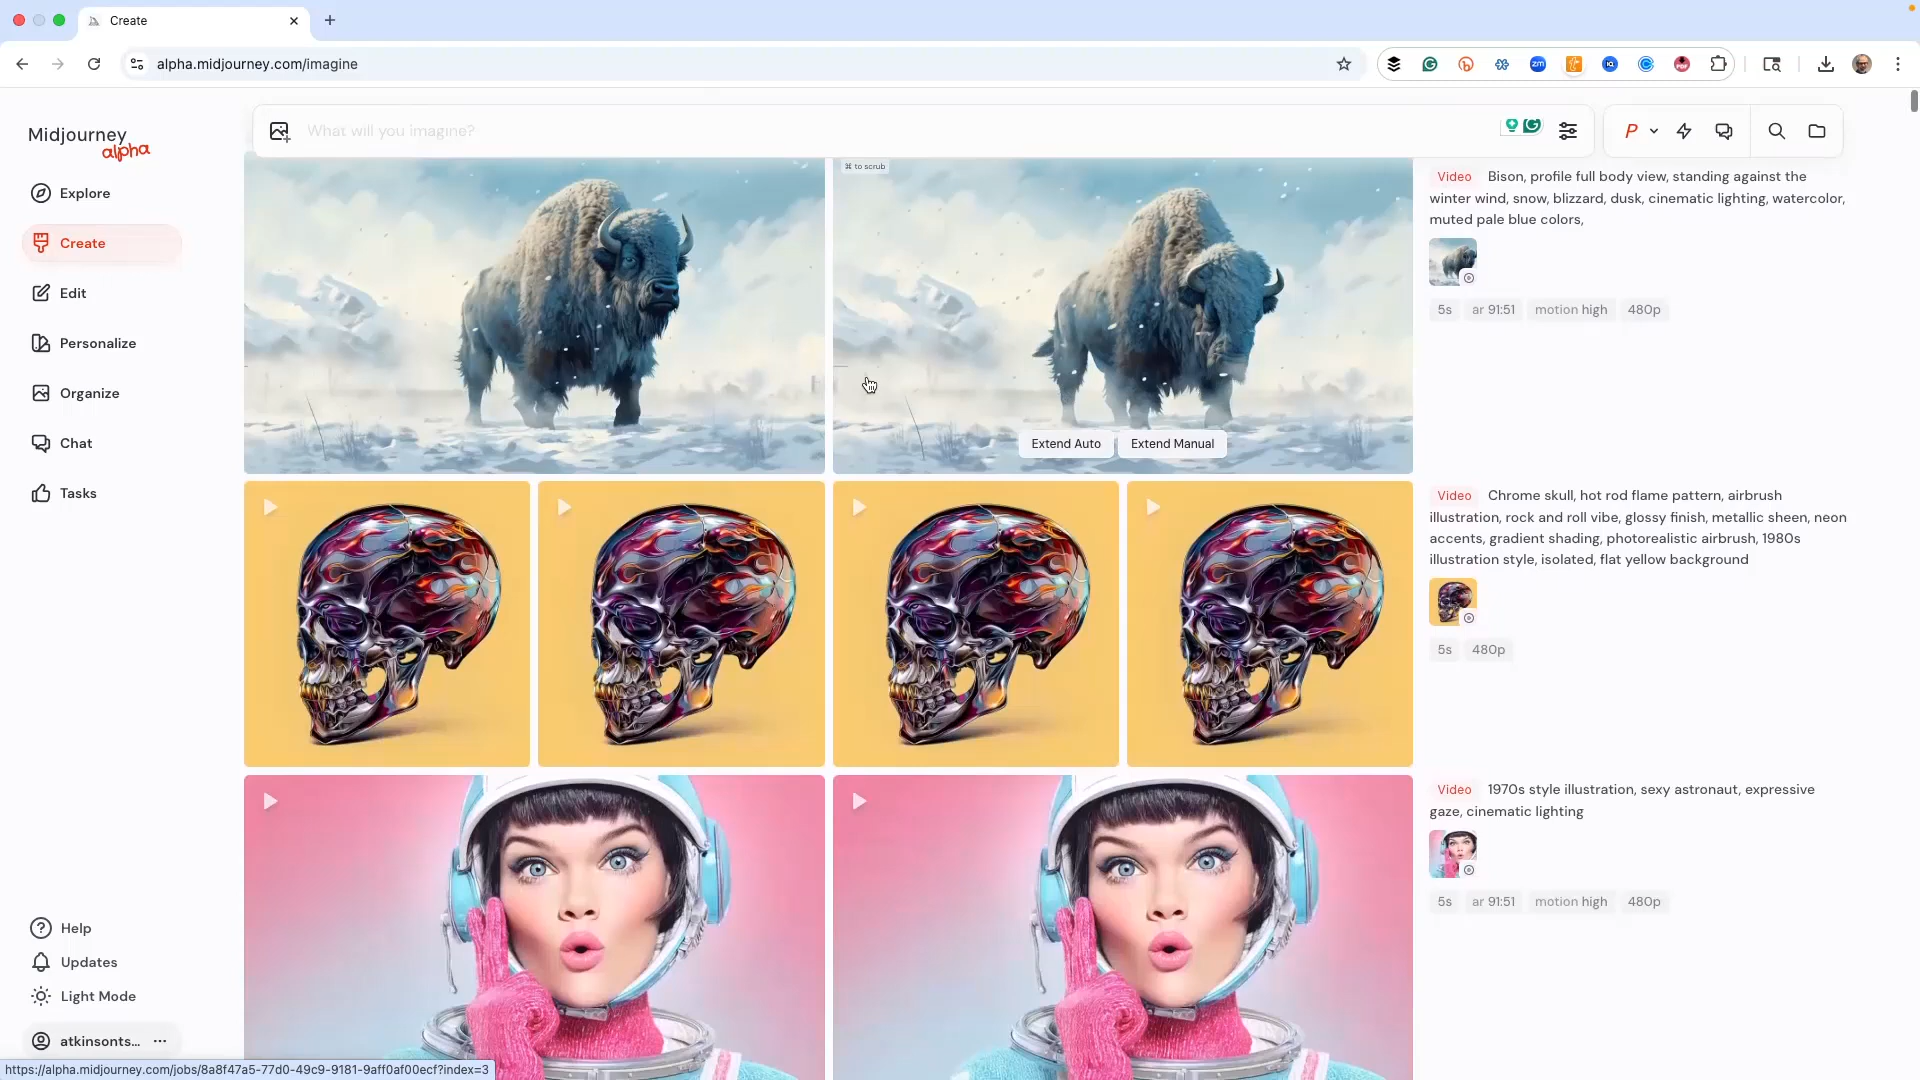 Create
alpha.midjourney.com/imagine
Midjourney
alpha
What will you imagine?
P
Explore
Create
Edit
Personalize
Organize
Chat
Tasks
⌘ to scrub
Extend Auto
Extend Manual
Video Bison, profile full body view, standing against the
winter wind, snow, blizzard, dusk, cinematic lighting, watercolor,
muted pale blue colors,
5s ar 91:51 motion high 480p
Video Chrome skull, hot rod flame pattern, airbrush
illustration, rock and roll vibe, glossy finish, metallic sheen, neon
accents, gradient shading, photorealistic airbrush, 1980s
illustration style, isolated, flat yellow background
5s 480p
Video 1970s style illustration, sexy astronaut, expressive
gaze, cinematic lighting
5s ar 91:51 motion high 480p
Help
Updates
Light Mode
atkinsonts...
https://alpha.midjourney.com/jobs/8a8f47a5-77d0-49c9-9181-9aff0af00ecf?index=3